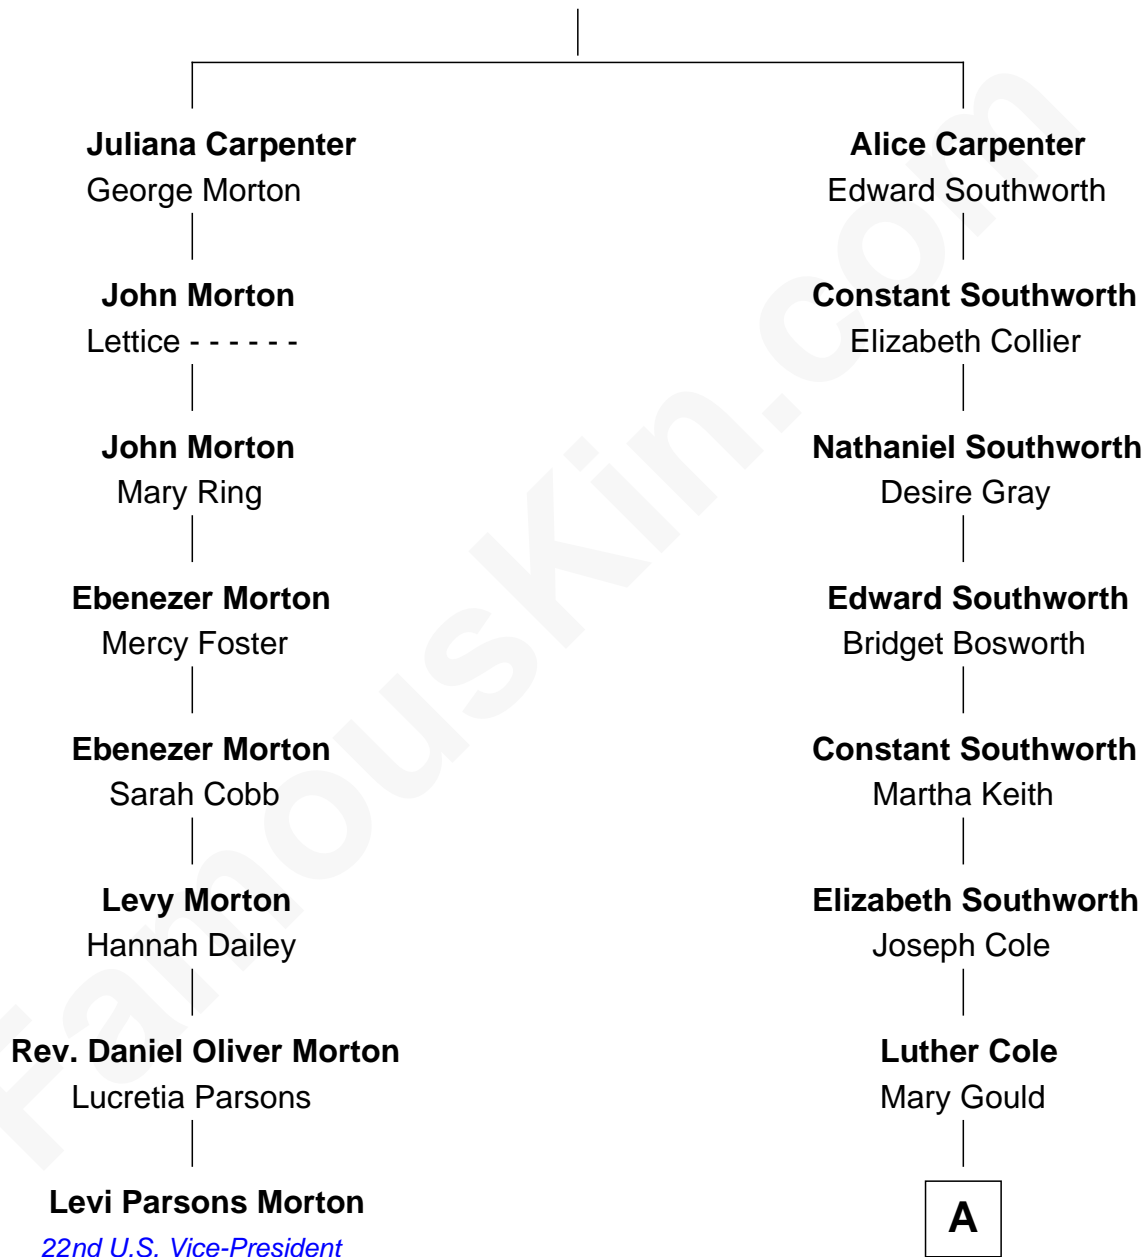 Juliana Carpenter
George Morton
Alice Carpenter
Edward Southworth
John Morton
Lettice - - - - - -
Constant Southworth
Elizabeth Collier
John Morton
Mary Ring
Nathaniel Southworth
Desire Gray
Ebenezer Morton
Mercy Foster
Edward Southworth
Bridget Bosworth
Ebenezer Morton
Sarah Cobb
Constant Southworth
Martha Keith
Levy Morton
Hannah Dailey
Elizabeth Southworth
Joseph Cole
Rev. Daniel Oliver Morton
Lucretia Parsons
Luther Cole
Mary Gould
Levi Parsons Morton
22nd U.S. Vice-President
A
FamousKin.com